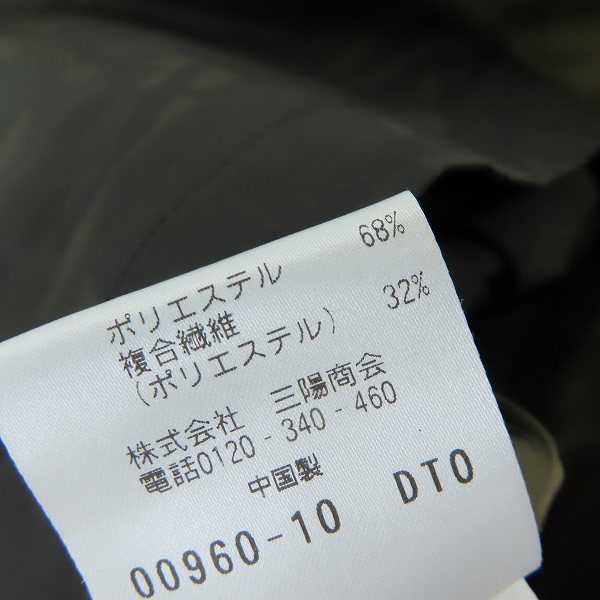 ポリエステル 68%
複合繊維 32%
(ポリエステル)
株式会社 三陽商会
電話0120-340-460
中国製
00960-10 DT0